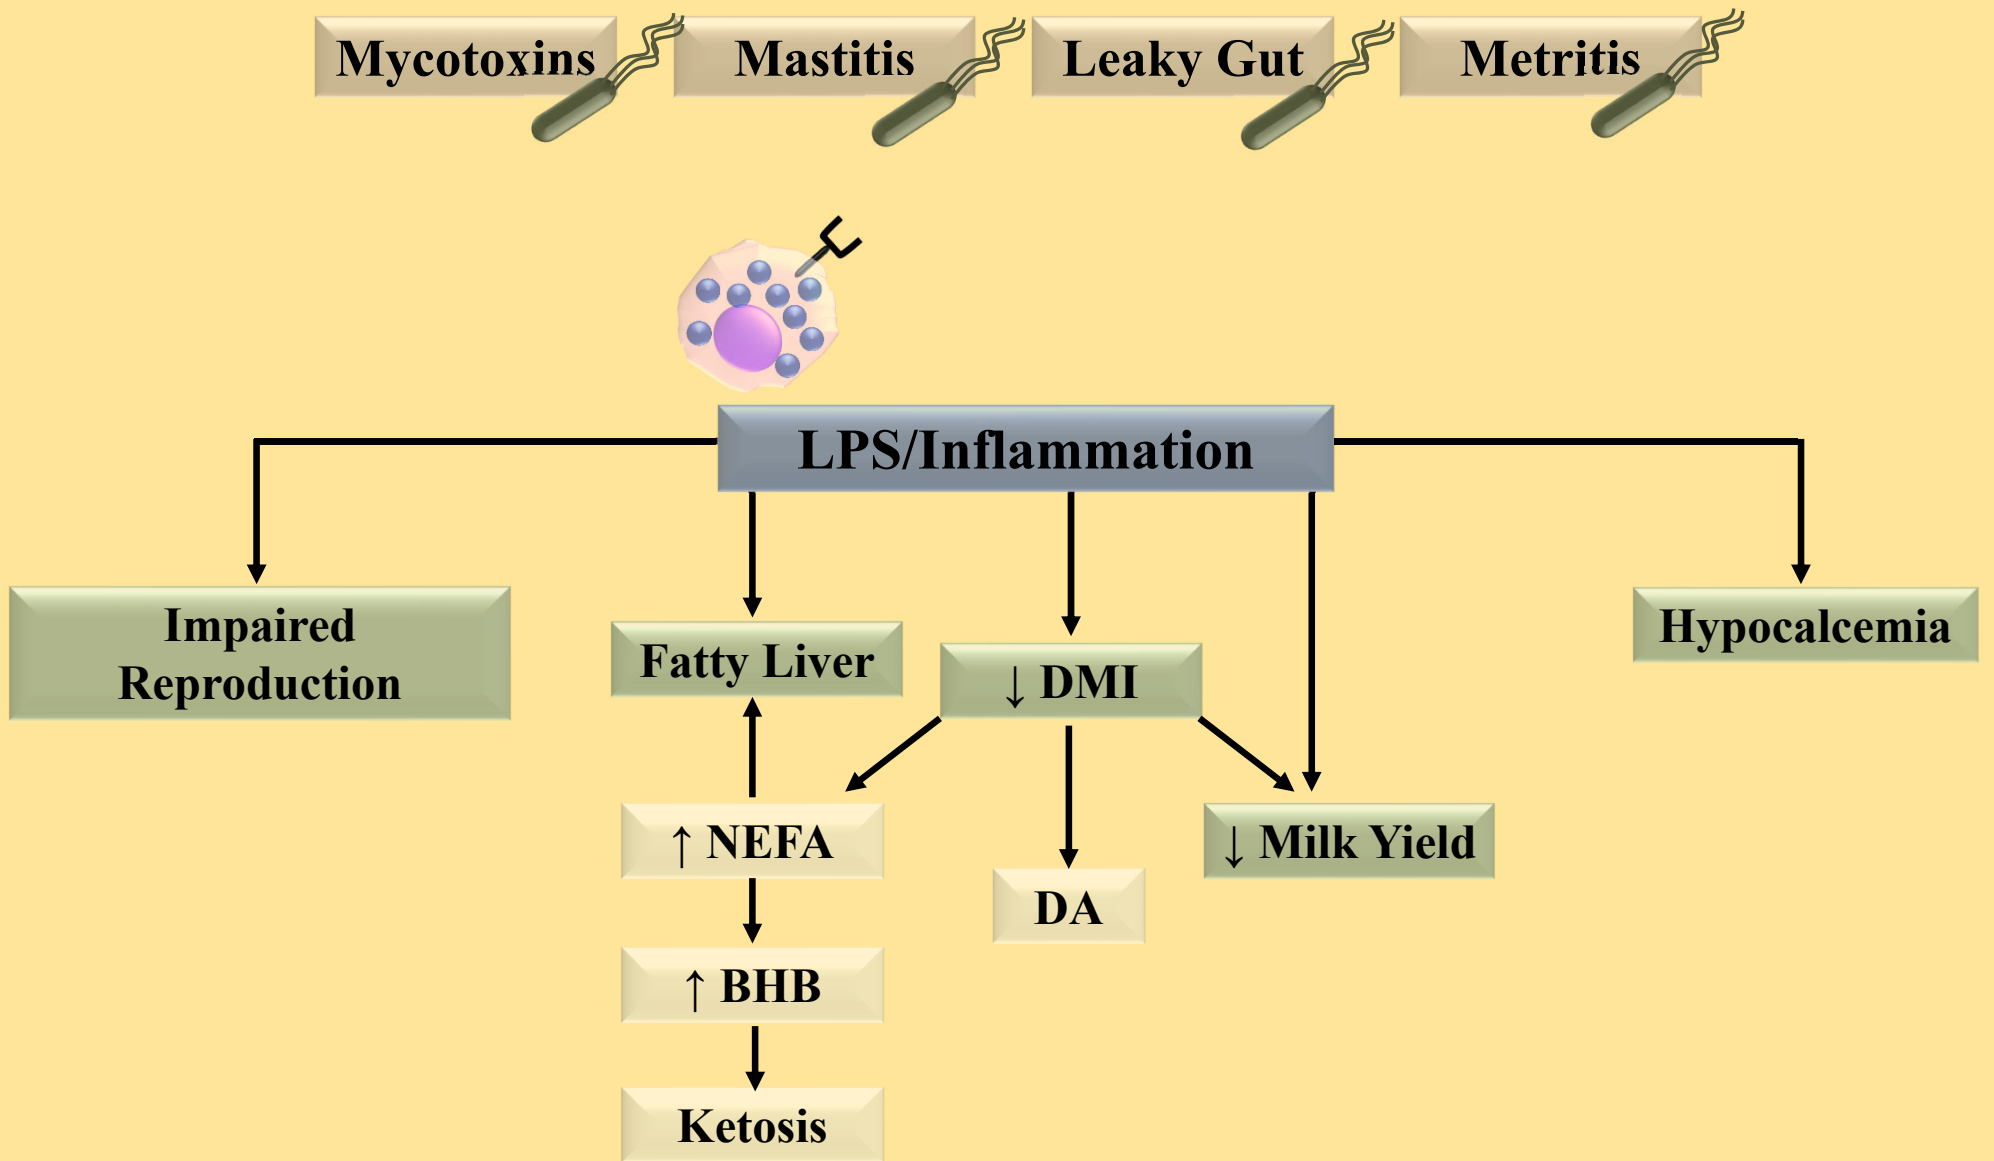 Mycotoxins
Mastitis
Leaky Gut
Metritis
LPS/Inflammation
Impaired
Reproduction
Fatty Liver
↓ DMI
Hypocalcemia
↑ NEFA
↓ Milk Yield
DA
↑ BHB
Ketosis